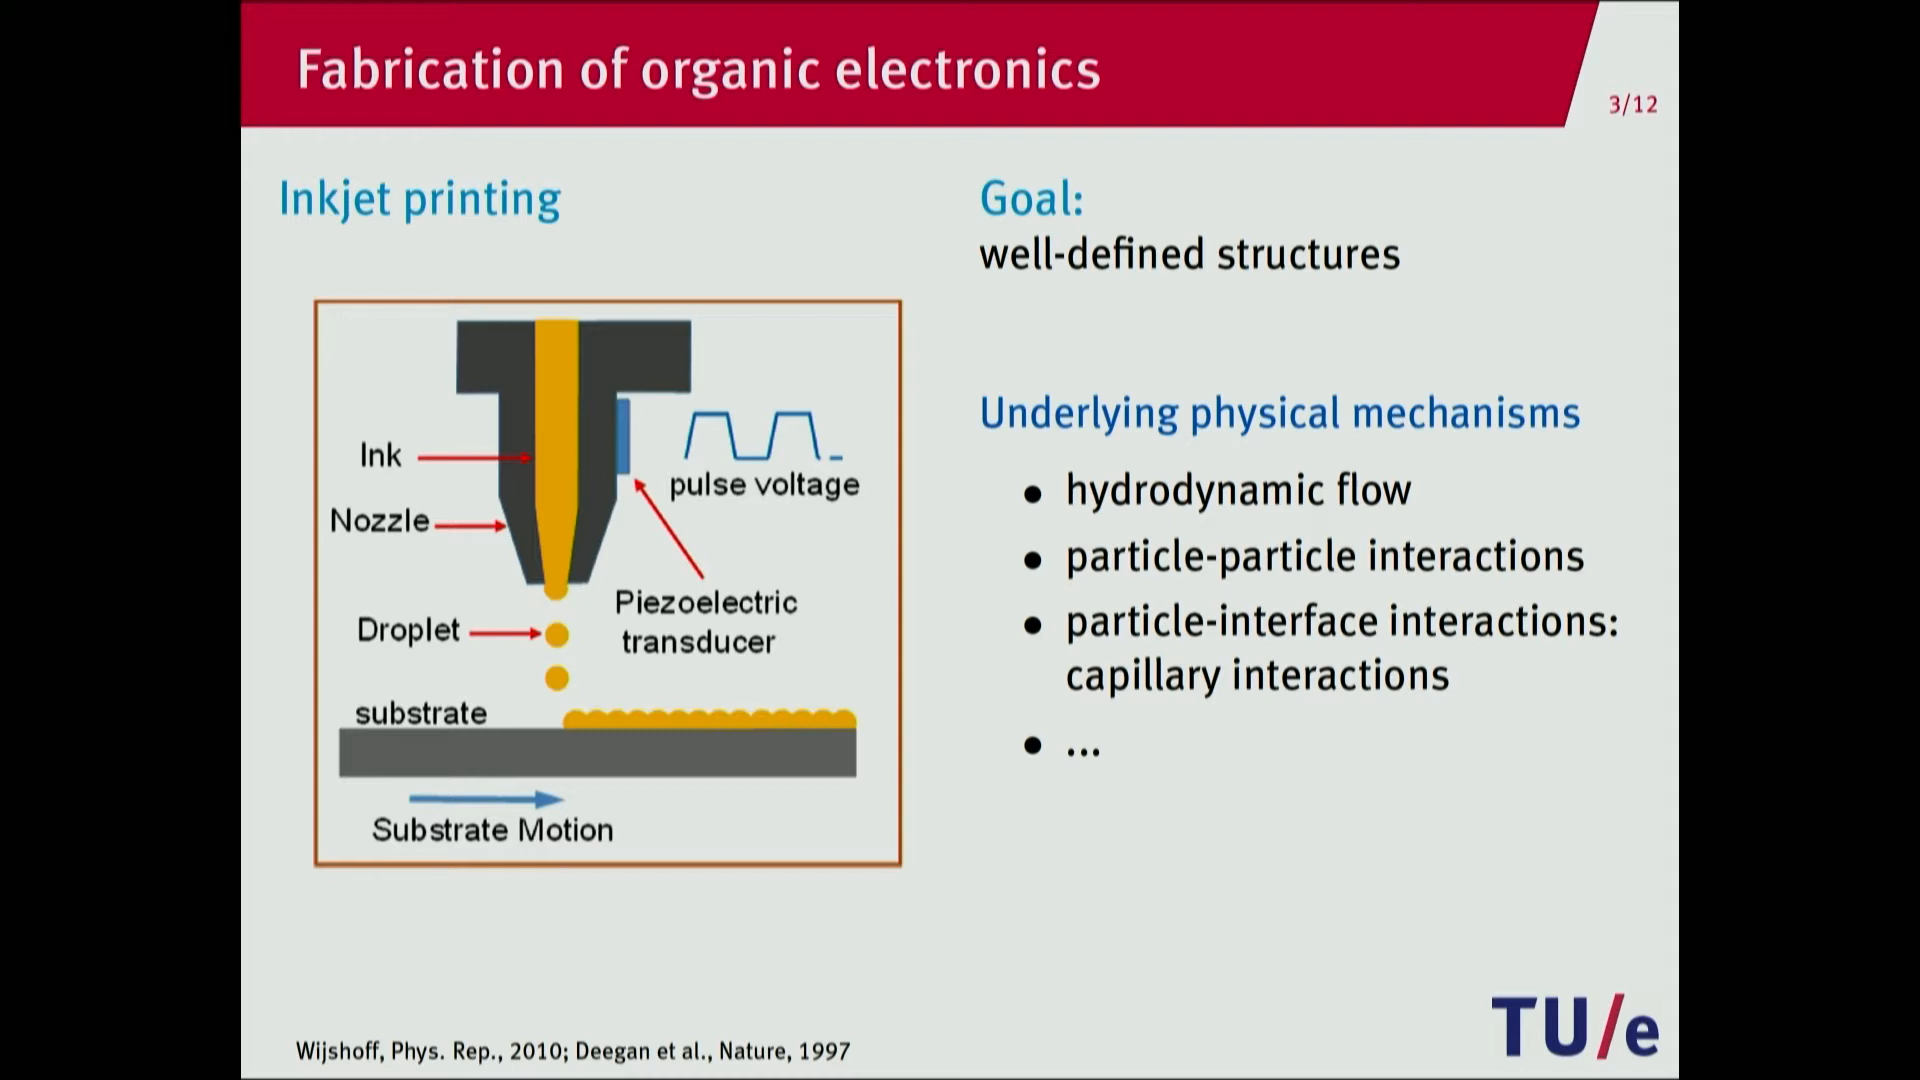 Fabrication of organic electronics
3/12
Inkjet printing
Ink
Nozzle
Droplet
substrate
Substrate Motion
pulse voltage
Piezoelectric
transducer
Goal:
well-defined structures
Underlying physical mechanisms
● hydrodynamic flow
● particle-particle interactions
● particle-interface interactions:
capillary interactions
● ...
Wijshoff, Phys. Rep., 2010; Deegan et al., Nature, 1997
TU/e